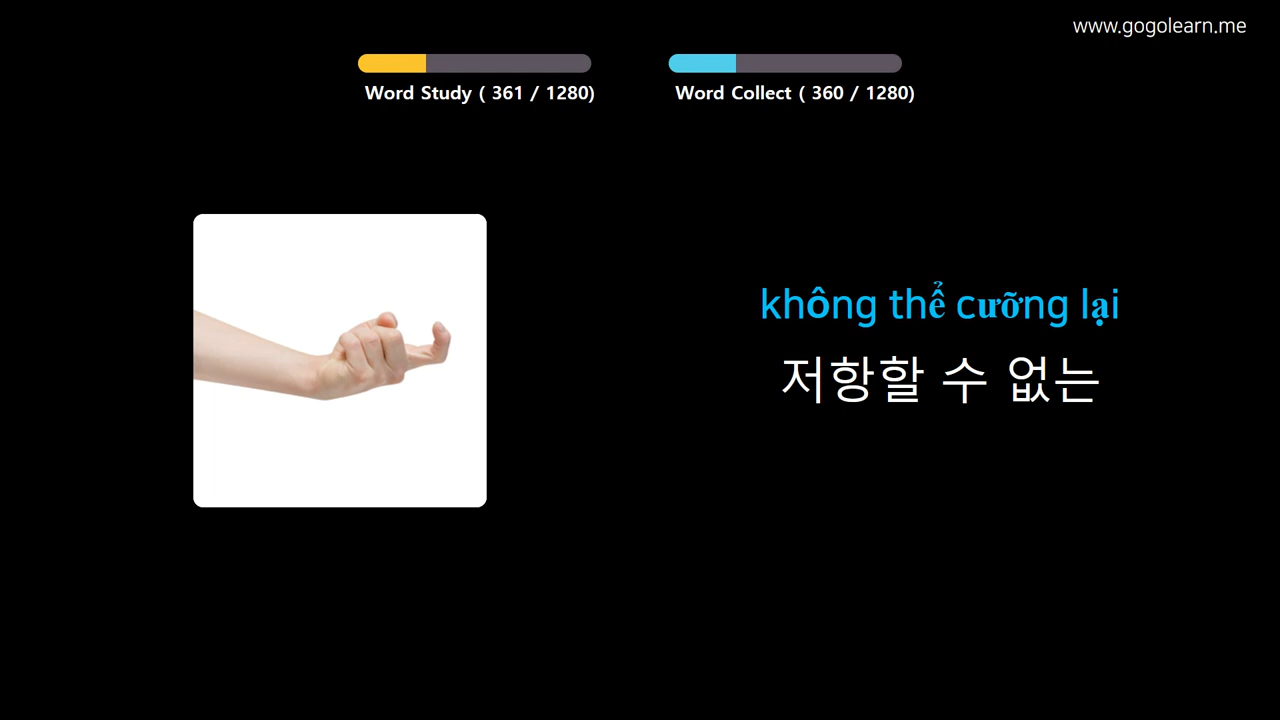 www.gogolearn.me
Word Study ( 361 / 1280)
Word Collect ( 360 / 1280)
không thể cưỡng lại
저항할 수 없는